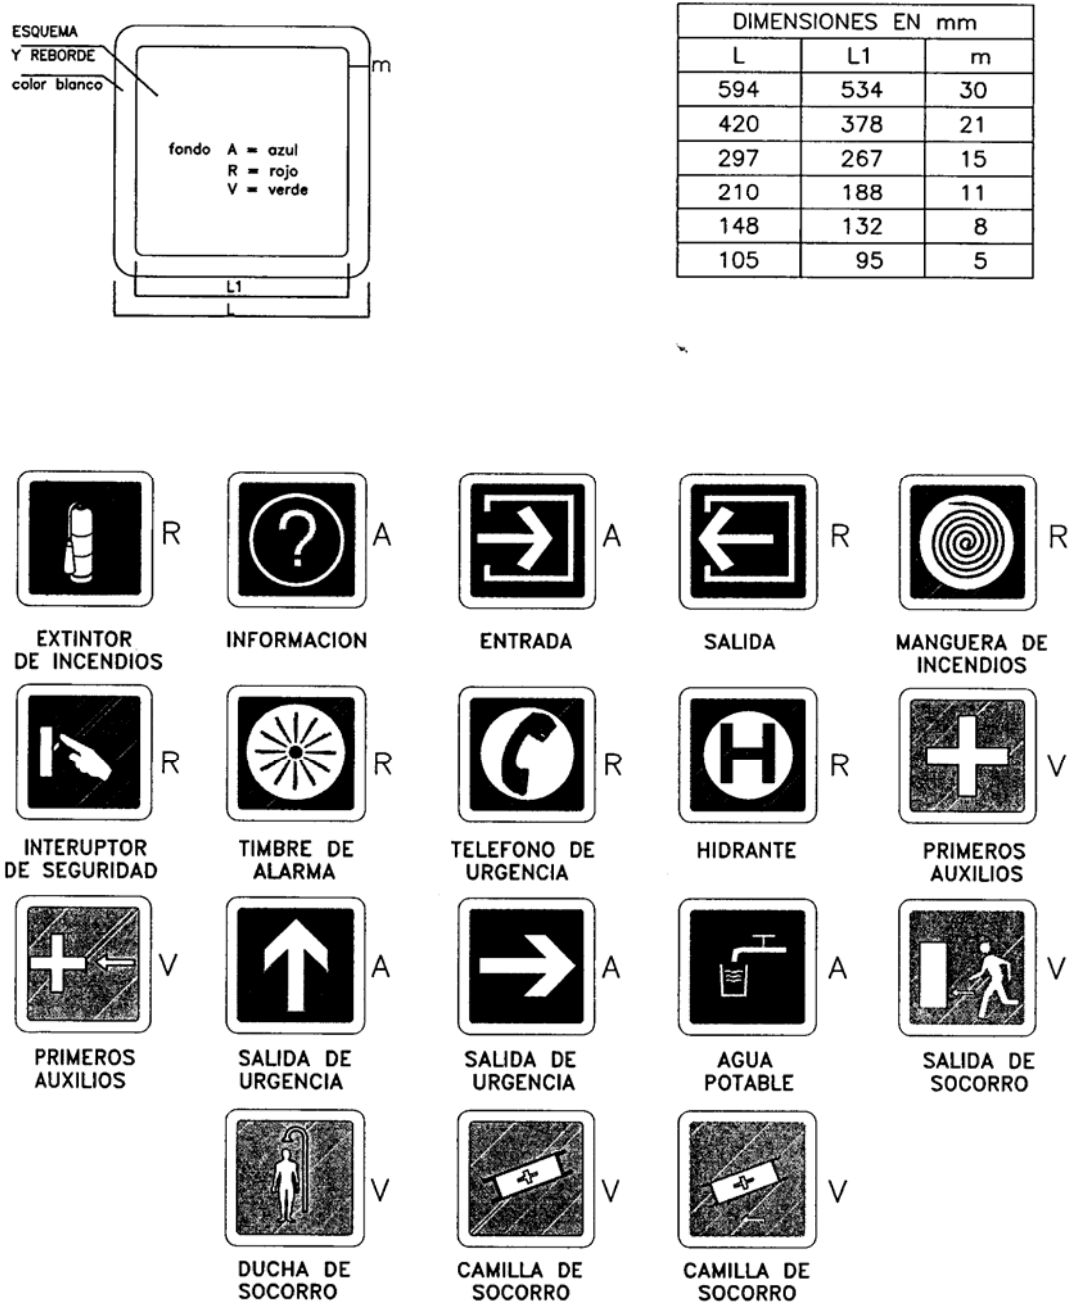 ESQUEMA
Y REBORDE
color blanco
m
fondo A = azul
R = rojo
V = verde
L1
L
DIMENSIONES EN mm
L L1 m
594 534 30
420 378 21
297 267 15
210 188 11
148 132 8
105 95 5
R
?
A
A
R
R
EXTINTOR
DE INCENDIOS
INFORMACION
ENTRADA
SALIDA
MANGUERA DE
INCENDIOS
R
R
R
H
R
V
INTERUPTOR
DE SEGURIDAD
TIMBRE DE
ALARMA
TELEFONO DE
URGENCIA
HIDRANTE
PRIMEROS
AUXILIOS
V
A
A
A
V
PRIMEROS
AUXILIOS
SALIDA DE
URGENCIA
SALIDA DE
URGENCIA
AGUA
POTABLE
SALIDA DE
SOCORRO
V
V
V
DUCHA DE
SOCORRO
CAMILLA DE
SOCORRO
CAMILLA DE
SOCORRO